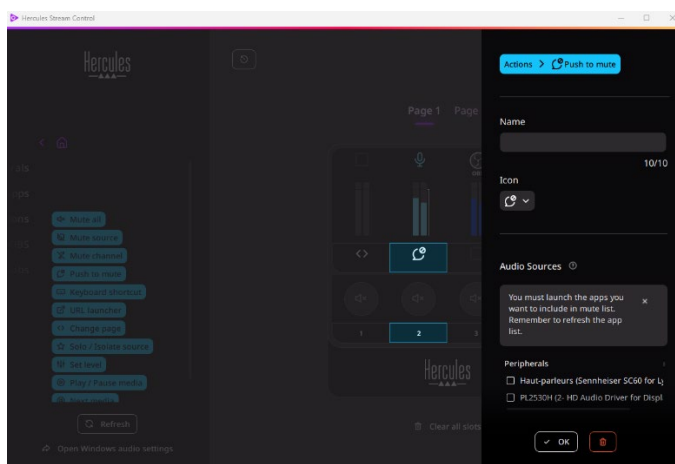 Hercules Stream Control
Hercules
Actions > Push to mute
Page 1 Page
Name
10/10
Icon
Mute all
Mute source
Mute channel
Push to mute
Keyboard shortcut
URL launcher
Change page
Solo / Isolate source
Set level
Play / Pause media
Audio Sources
You must launch the apps you
want to include in mute list.
Remember to refresh the app
list.
1 2 3
Hercules
Peripherals
Haut-parleurs (Sennheiser SC60 for Ly
PL2530H (2- HD Audio Driver for Displ
Refresh
Clear all slots
OK
Open Windows audio settings